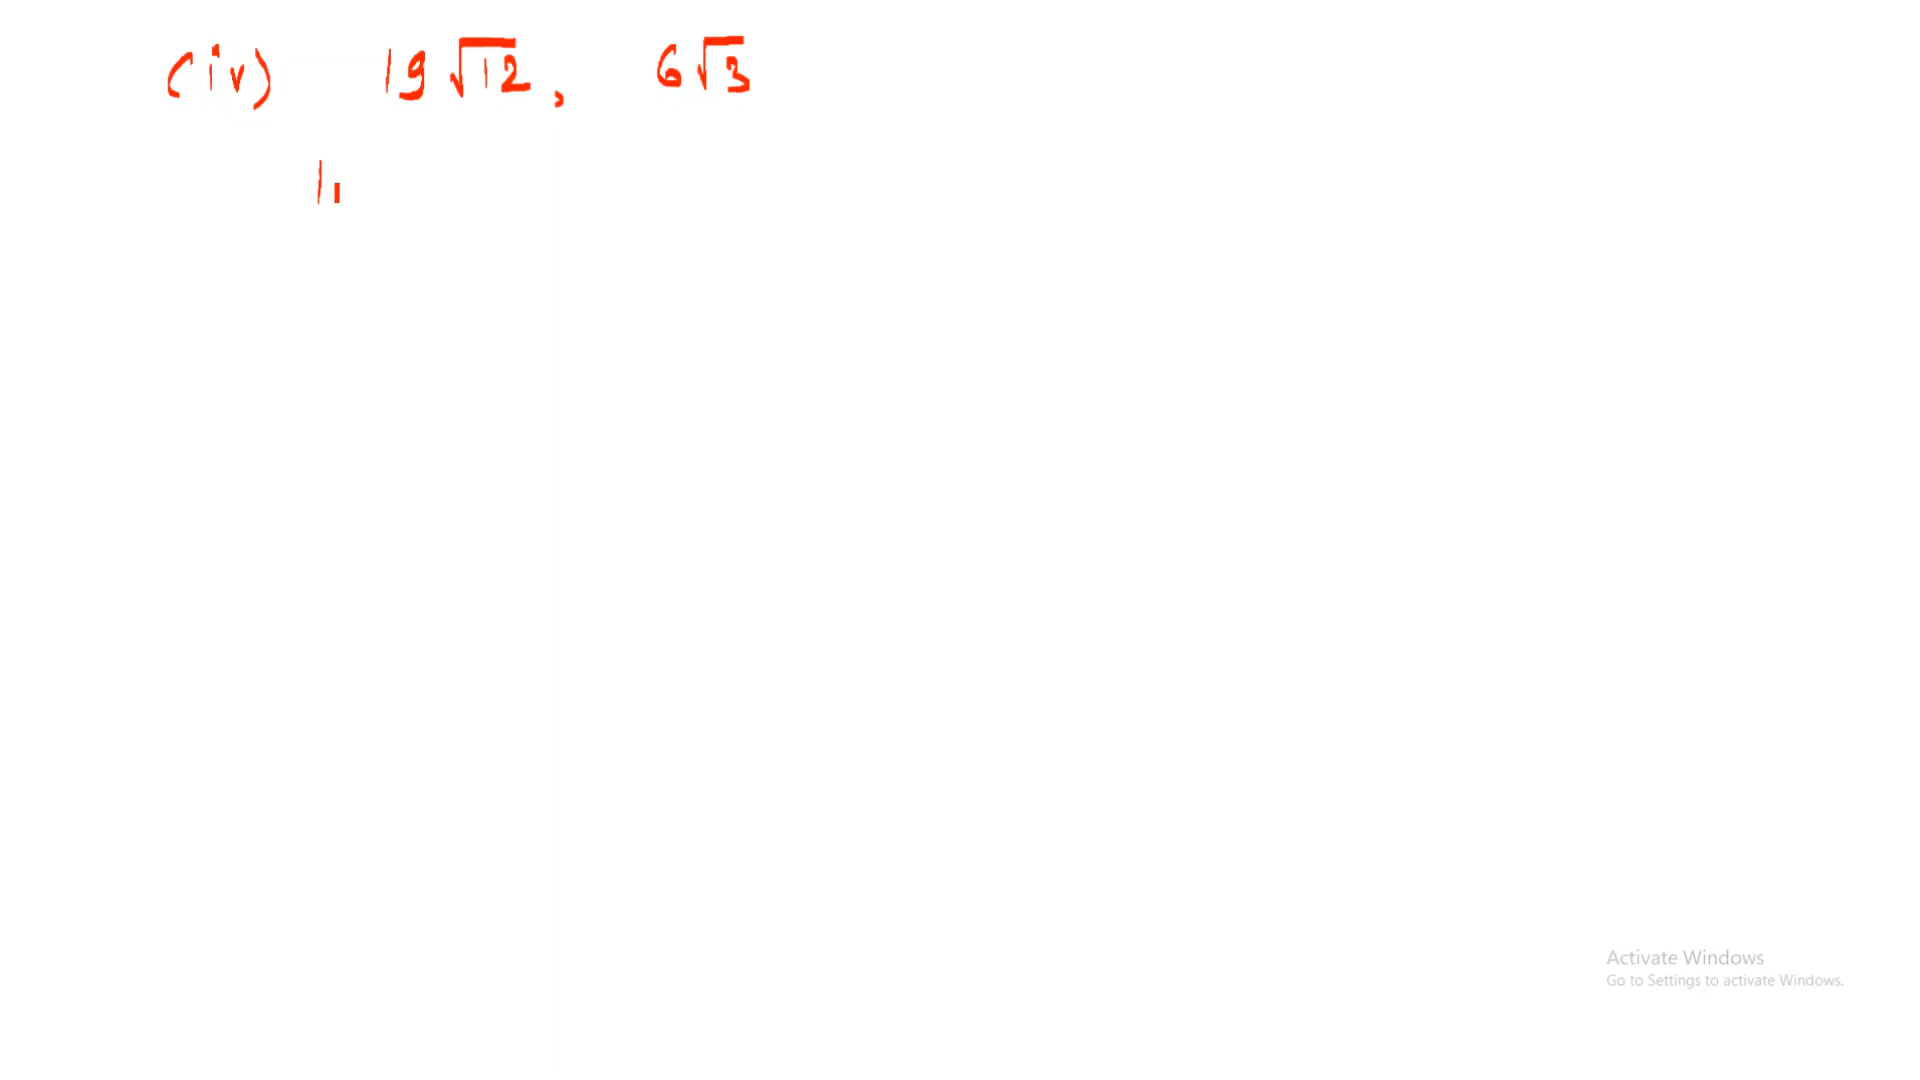 (iv) 19√12, 6√3
Activate Windows
Go to Settings to activate Windows.